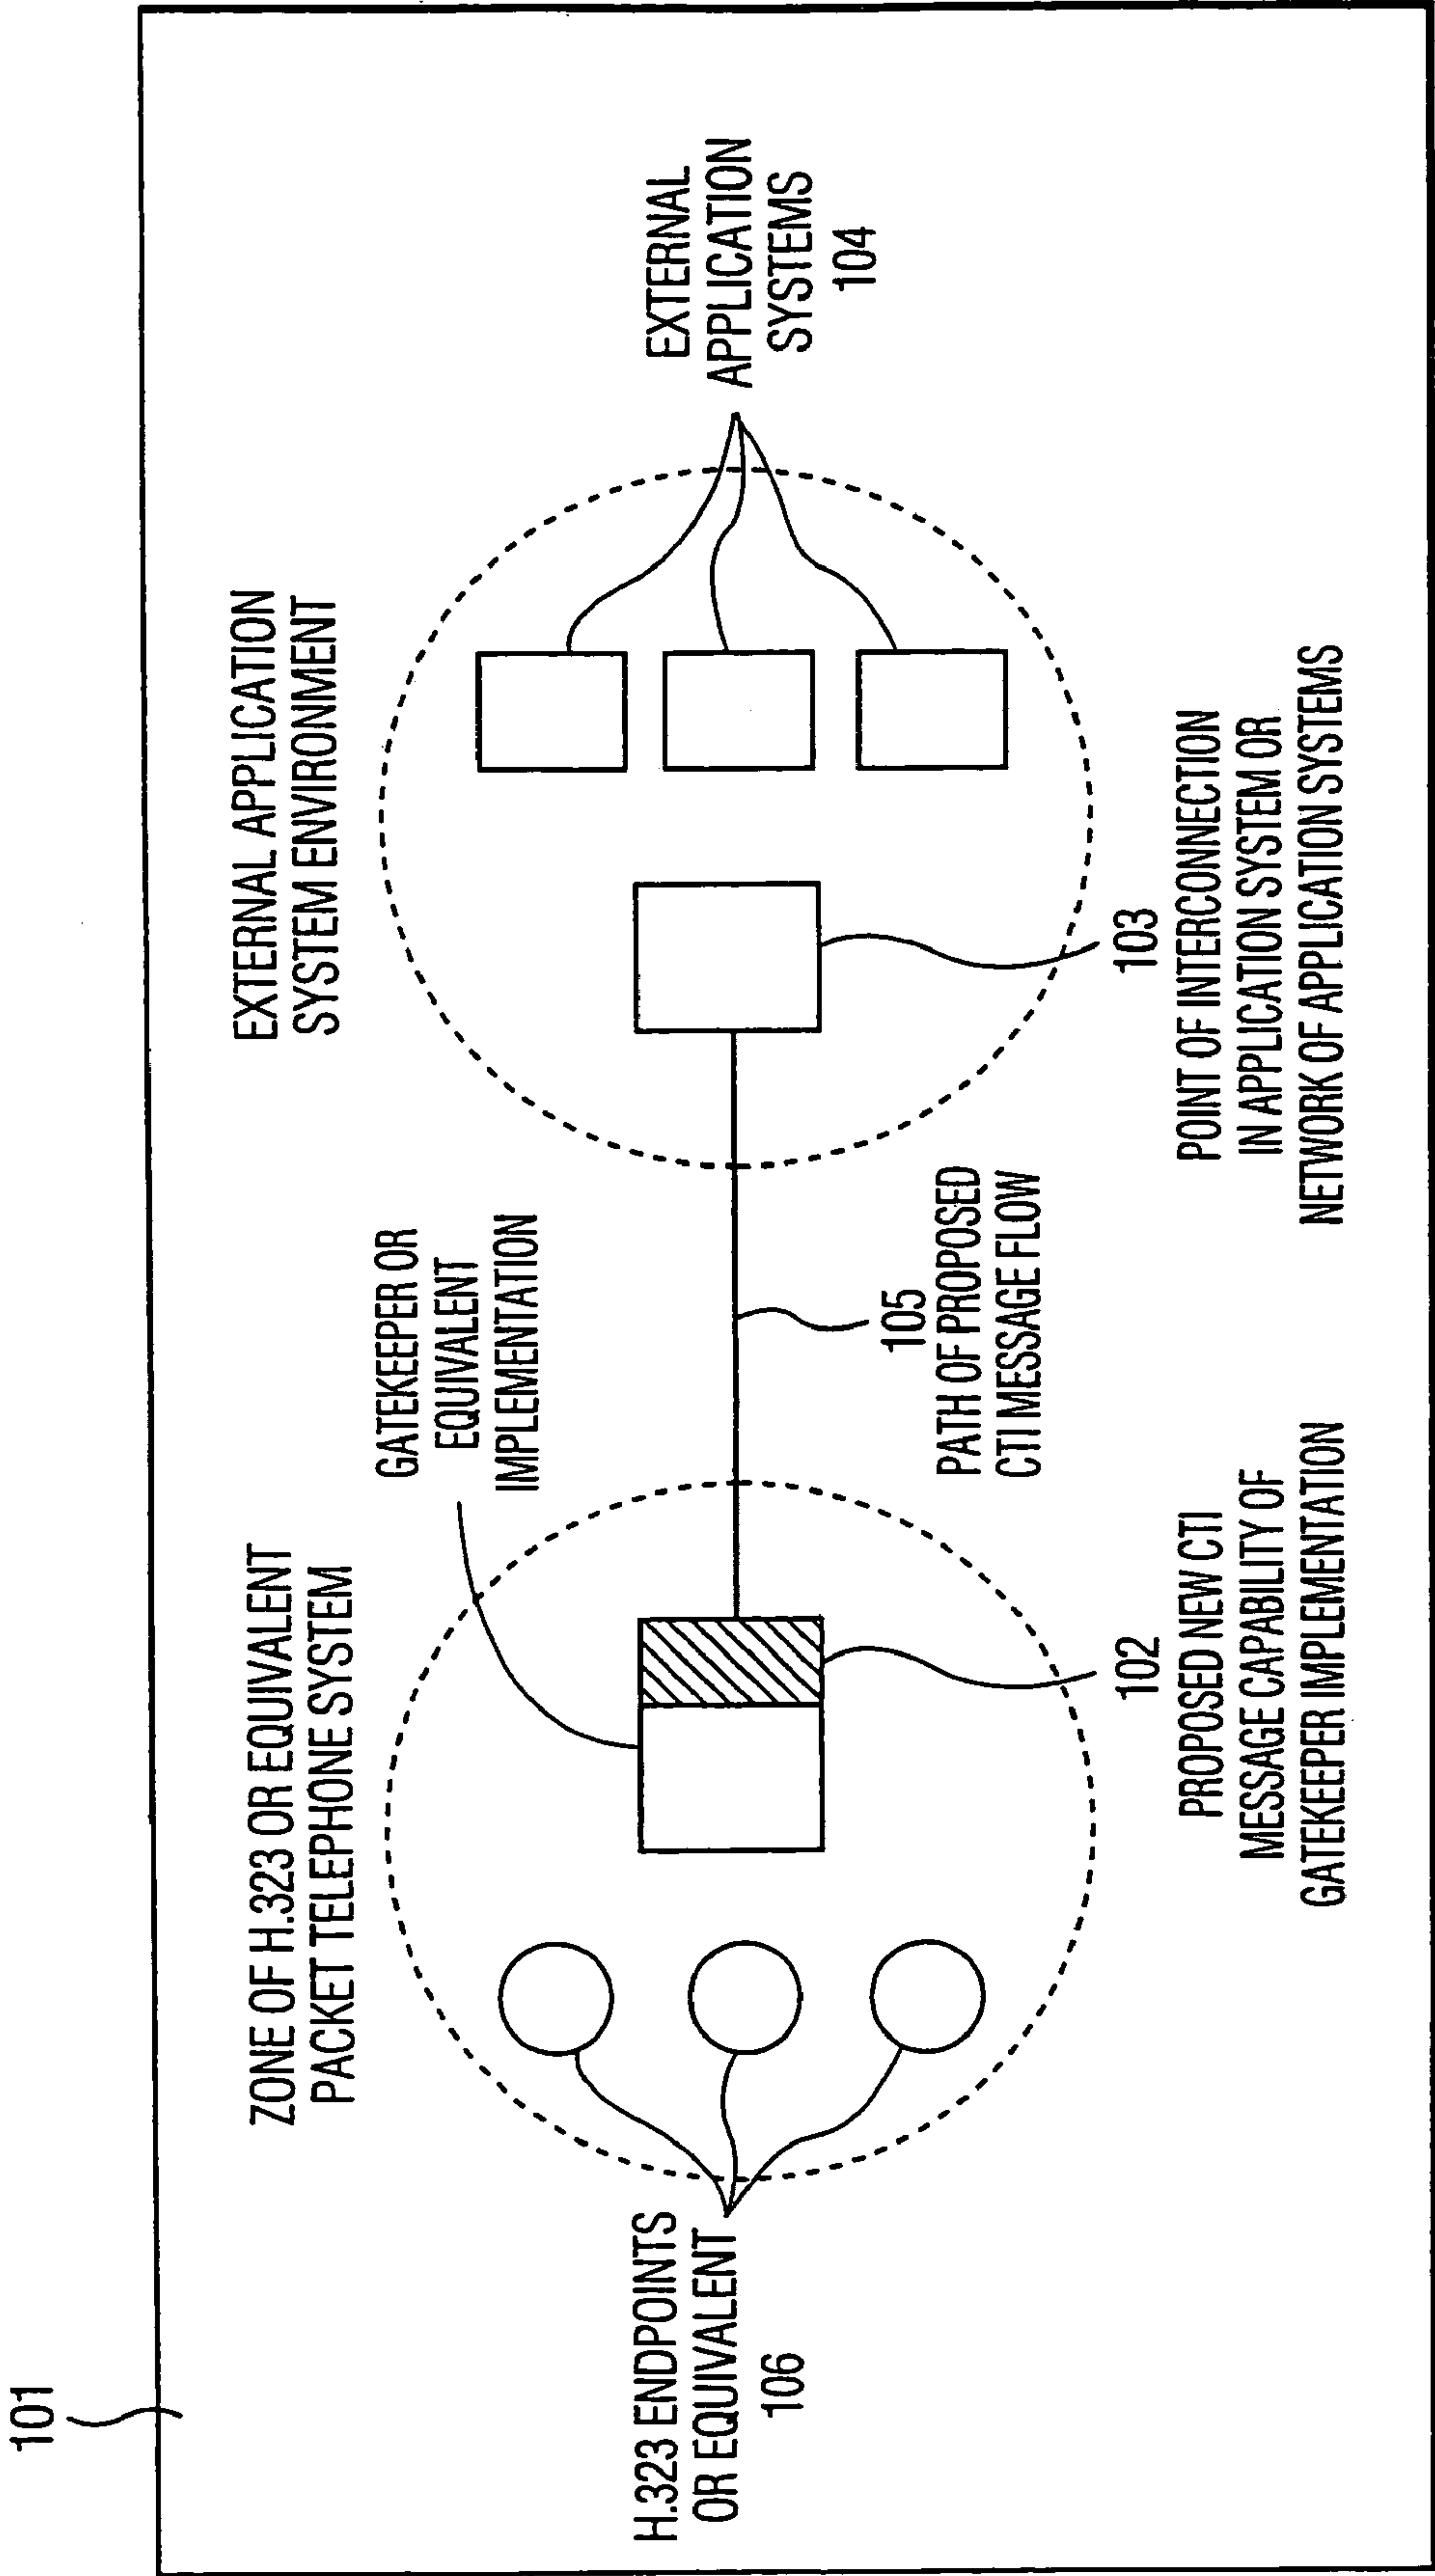 101
ZONE OF H.323 OR EQUIVALENT
PACKET TELEPHONE SYSTEM
EXTERNAL APPLICATION
SYSTEM ENVIRONMENT
GATEKEEPER OR
EQUIVALENT
IMPLEMENTATION
H.323 ENDPOINTS
OR EQUIVALENT
106
EXTERNAL
APPLICATION
SYSTEMS
104
105
PATH OF PROPOSED
CTI MESSAGE FLOW
102
PROPOSED NEW CTI
MESSAGE CAPABILITY OF
GATEKEEPER IMPLEMENTATION
103
POINT OF INTERCONNECTION
IN APPLICATION SYSTEM OR
NETWORK OF APPLICATION SYSTEMS